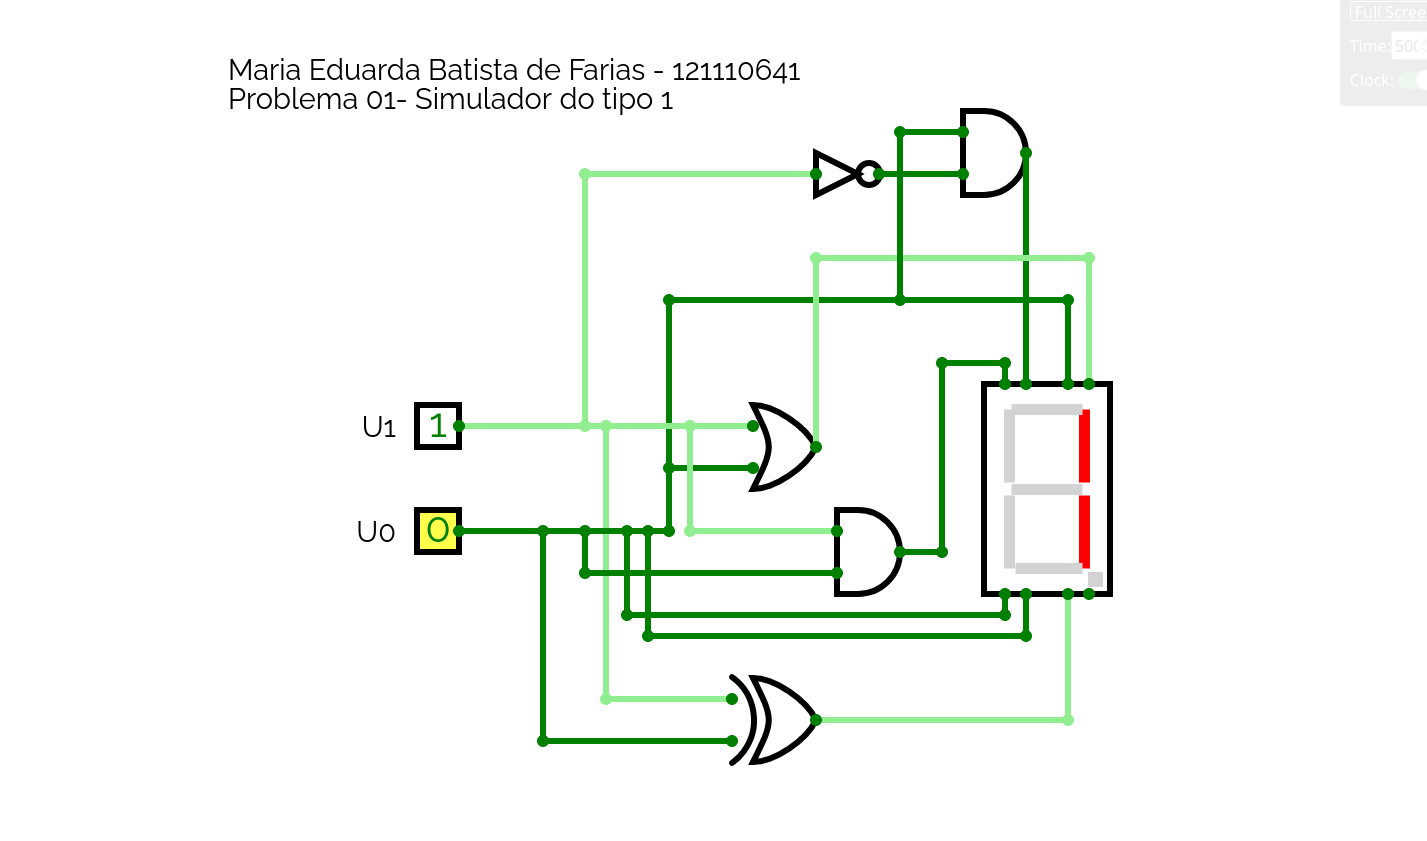 Full Scree
Maria Eduarda Batista de Farias - 121110641
Time: 500
Problema 01- Simulador do tipo 1
Clock:
U1 1
U0 0